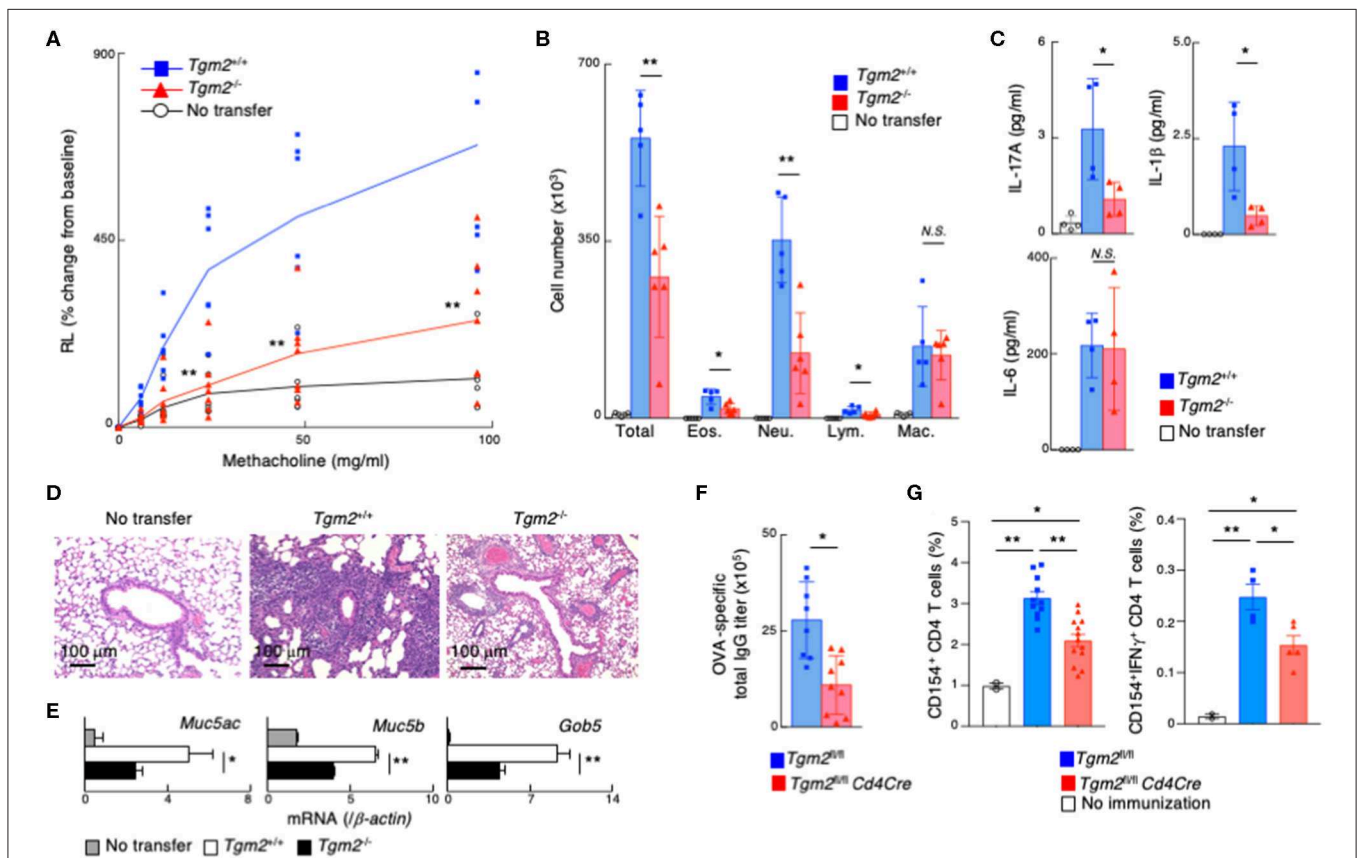 A
900
450
0
0
50
100
RL (% change from baseline)
Methacholine (mg/ml)
Tgm2+/+
Tgm2-/-
No transfer
**
**
**
B
700
350
0
Cell number (x10³)
Tgm2+/+
Tgm2-/-
No transfer
**
*
**
*
N.S.
Total Eos. Neu. Lym. Mac.
C
6
3
0
IL-17A (pg/ml)
*
5
2.5
0
IL-1β (pg/ml)
*
400
200
0
IL-6 (pg/ml)
N.S.
Tgm2+/+
Tgm2-/-
No transfer
D
No transfer Tgm2+/+ Tgm2-/-
100 μm 100 μm 100 μm
E
Muc5ac
*
0 4 8
Muc5b
**
0 5 10
Gob5
**
0 7 14
mRNA (/β-actin)
No transfer Tgm2+/+ Tgm2-/-
F
50
25
0
OVA-specific
total IgG titer (x10⁵)
*
Tgm2fl/fl
Tgm2fl/fl Cd4Cre
G
5
4
3
2
1
0
CD154+ CD4 T cells (%)
*
** **
0.4
0.3
0.2
0.1
0.0
CD154+IFNγ+ CD4 T cells (%)
*
** *
Tgm2fl/fl
Tgm2fl/fl Cd4Cre
No immunization